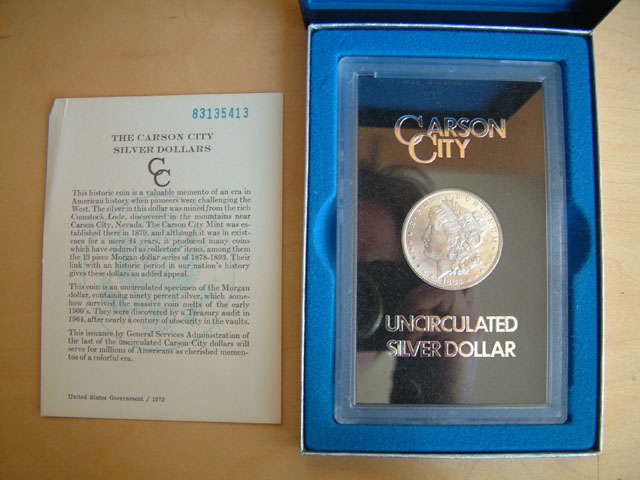 83135413
THE CARSON CITY
SILVER DOLLARS
CC
This historic coin is a valuable memento of an era in
American history when pioneers were challenging the
West. The silver in this dollar was mined from the rich
Comstock Lode, discovered in the mountains near
Carson City, Nevada. The Carson City Mint was es-
tablished there in 1870, and although it was in exist-
ence for a mere 24 years, it produced many coins
which have endured as collectors' items, among them
the 13 piece Morgan dollar series of 1878-1893. Their
link with an historic period in our nation's history
gives these dollars an added appeal.
This coin is an uncirculated specimen of the Morgan
dollar, containing ninety percent silver, which some-
how survived the massive coin melts of the early
1900's. They were discovered by a Treasury audit in
1964, after nearly a century of obscurity in the vaults.
This issuance by General Services Administration of
the last of the uncirculated Carson City dollars will
serve for millions of Americans as cherished memen-
tos of a colorful era.
United States Government / 1972
CARSON
CITY
UNCIRCULATED
SILVER DOLLAR